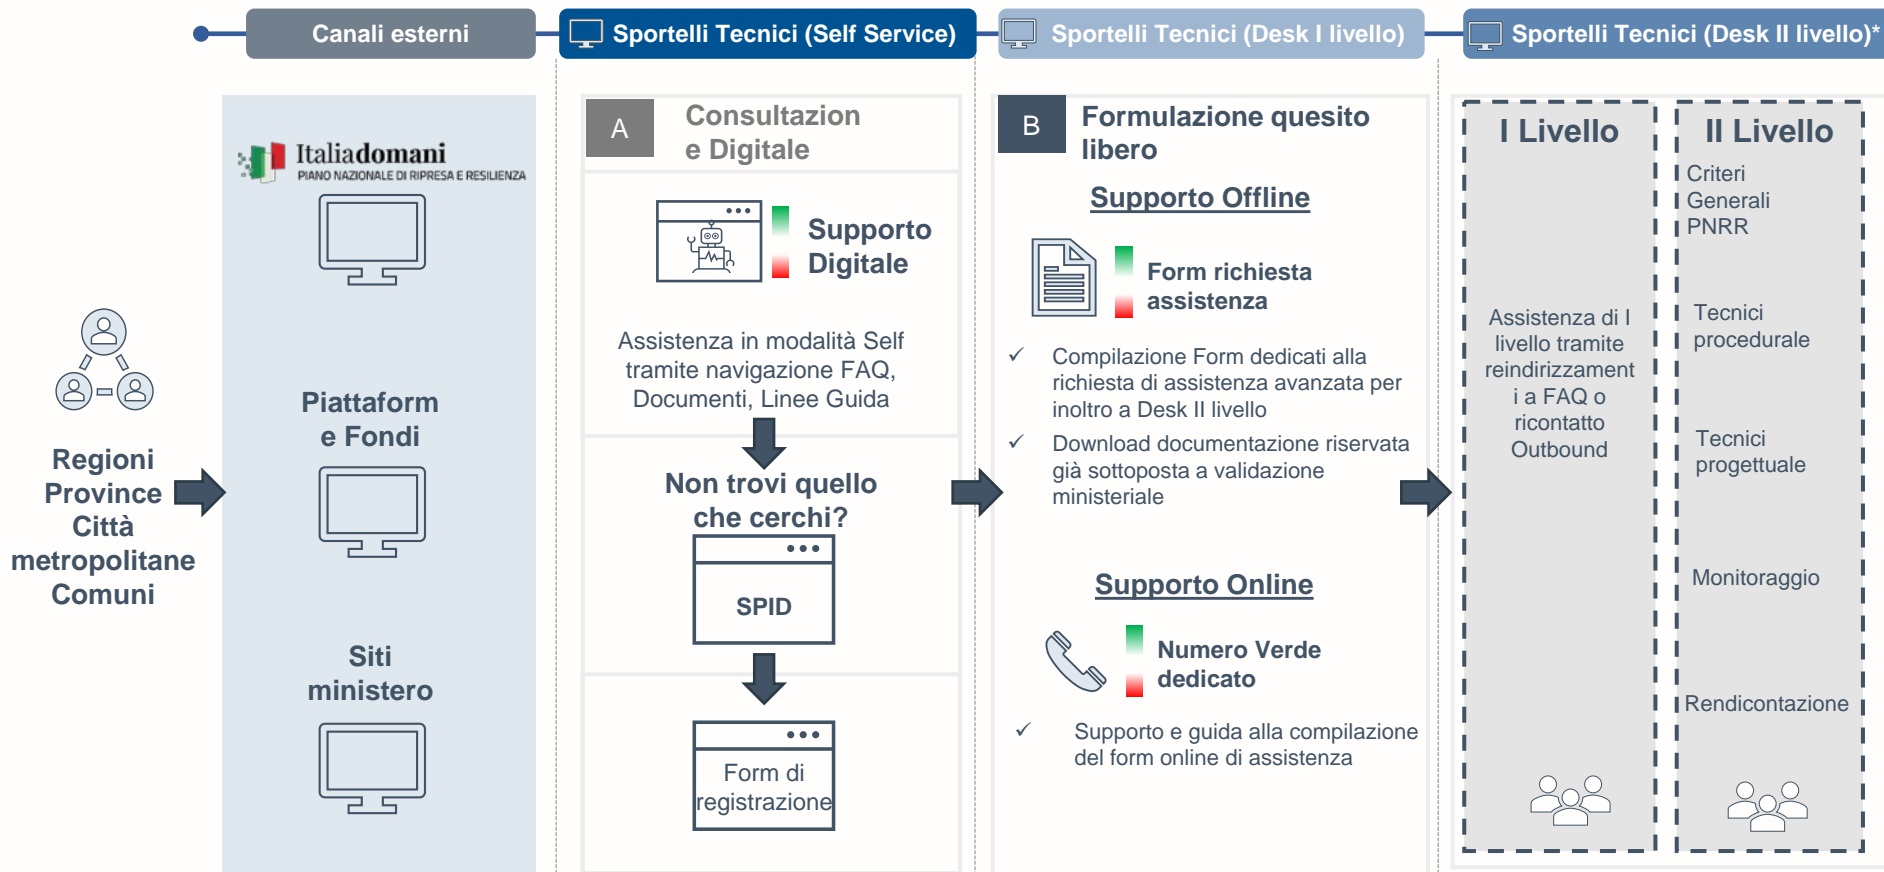 Canali esterni
Sportelli Tecnici (Self Service)
Sportelli Tecnici (Desk I livello)
Sportelli Tecnici (Desk II livello)*
Regioni
Province
Città
metropolitane
Comuni
Italiadomani
PIANO NAZIONALE DI RIPRESA E RESILIENZA
Piattaform
e Fondi
Siti
ministero
A
Consultazion
e Digitale
Supporto
Digitale
Assistenza in modalità Self
tramite navigazione FAQ,
Documenti, Linee Guida
Non trovi quello
che cerchi?
SPID
Form di
registrazione
B
Formulazione quesito
libero
Supporto Offline
Form richiesta
assistenza
✓ Compilazione Form dedicati alla
richiesta di assistenza avanzata per
inoltro a Desk II livello
✓ Download documentazione riservata
già sottoposta a validazione
ministeriale
Supporto Online
Numero Verde
dedicato
✓ Supporto e guida alla compilazione
del form online di assistenza
I Livello
Assistenza di I
livello tramite
reindirizzament
i a FAQ o
ricontatto
Outbound
II Livello
Criteri
Generali
PNRR
Tecnici
procedurale
Tecnici
progettuale
Monitoraggio
Rendicontazione